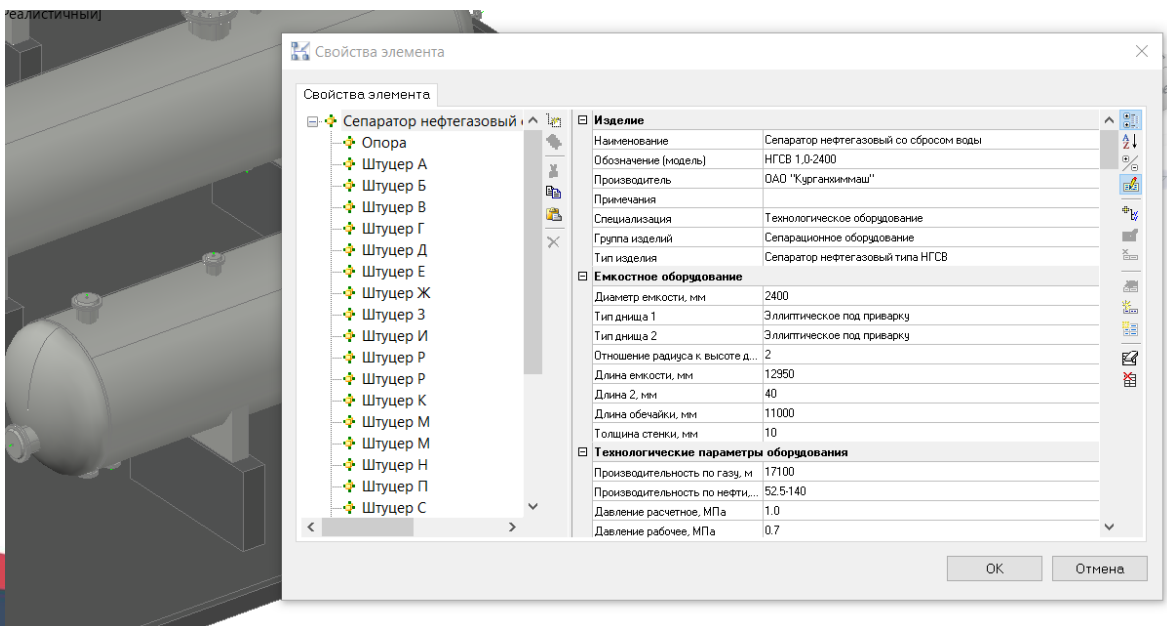 Реалистичный]
Свойства элемента
Свойства элемента
Сепаратор нефтегазовый
Опора
Штуцер А
Штуцер Б
Штуцер В
Штуцер Г
Штуцер Д
Штуцер Е
Штуцер Ж
Штуцер З
Штуцер И
Штуцер Р
Штуцер Р
Штуцер К
Штуцер М
Штуцер М
Штуцер Н
Штуцер П
Штуцер С
Изделие
Наименование Сепаратор нефтегазовый со сбросом воды
Обозначение (модель) НГСВ 1,0-2400
Производитель ОАО "Курганхиммаш"
Примечания
Специализация Технологическое оборудование
Группа изделий Сепарационное оборудование
Тип изделия Сепаратор нефтегазовый типа НГСВ
Емкостное оборудование
Диаметр емкости, мм 2400
Тип днища 1 Эллиптическое под приварку
Тип днища 2 Эллиптическое под приварку
Отношение радиуса к высоте д... 2
Длина емкости, мм 12950
Длина 2, мм 40
Длина обечайки, мм 11000
Толщина стенки, мм 10
Технологические параметры оборудования
Производительность по газу, м 17100
Производительность по нефти,... 52.5-140
Давление расчетное, МПа 1.0
Давление рабочее, МПа 0.7
OK Отмена